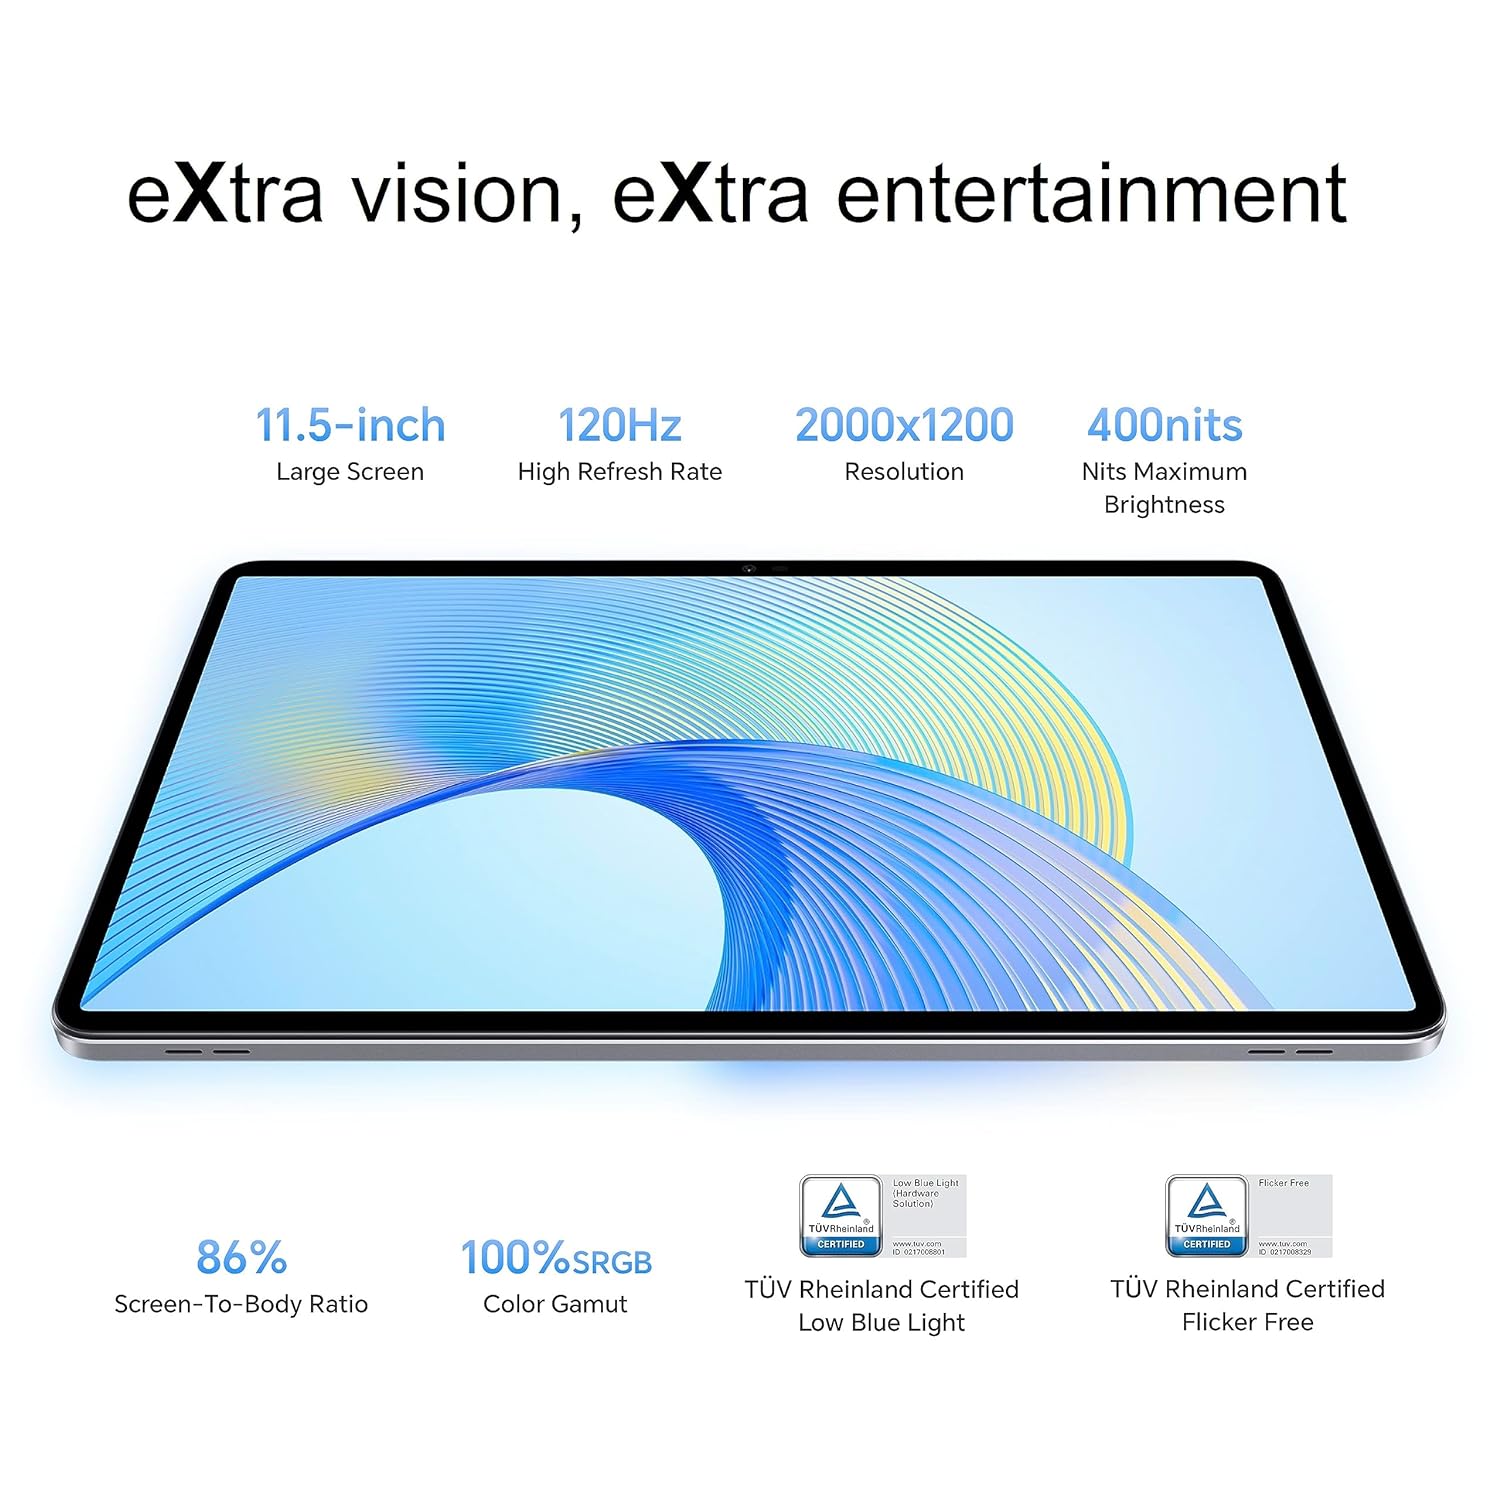 eXtra vision, eXtra entertainment
11.5-inch
Large Screen
120Hz
High Refresh Rate
2000x1200
Resolution
400nits
Nits Maximum
Brightness
86%
Screen-To-Body Ratio
100%SRGB
Color Gamut
TÜVRheinland®
CERTIFIED
Low Blue Light
(Hardware
Solution)
www.tuv.com
ID 0217008801
TÜV Rheinland Certified
Low Blue Light
TÜVRheinland®
CERTIFIED
Flicker Free
www.tuv.com
ID 0217008329
TÜV Rheinland Certified
Flicker Free